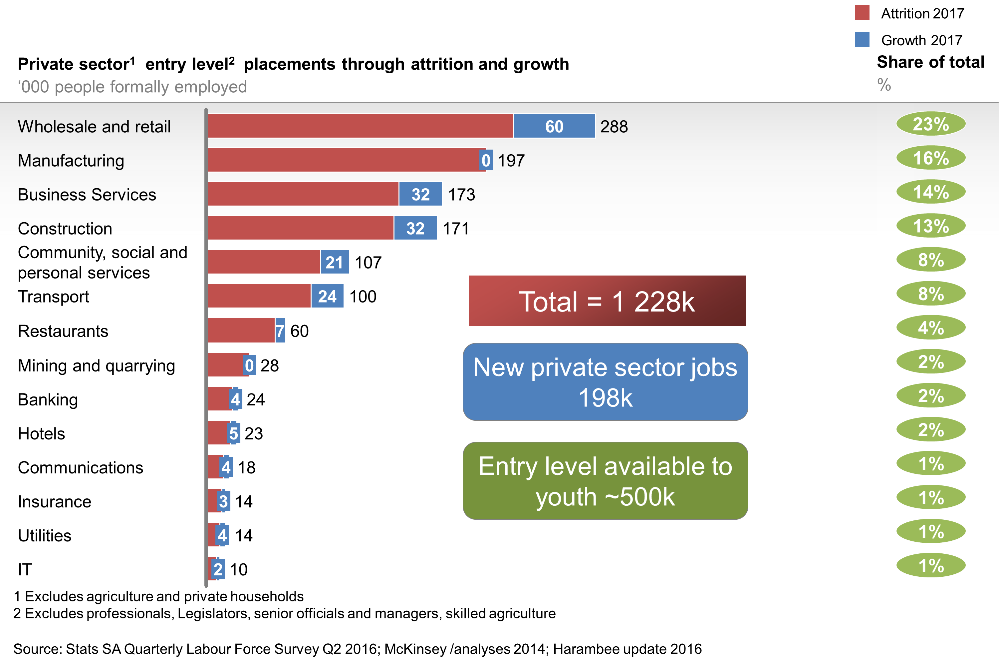 Attrition 2017
Growth 2017
Private sector¹ entry level² placements through attrition and growth
‘000 people formally employed
Share of total
%
Wholesale and retail 60 288 23%
Manufacturing 0 197 16%
Business Services 32 173 14%
Construction 32 171 13%
Community, social and
personal services 21 107 8%
Transport 24 100 8%
Total = 1 228k
Restaurants 7 60 4%
Mining and quarrying 0 28 2%
New private sector jobs
198k
Banking 4 24 2%
Hotels 5 23 2%
Communications 4 18 1%
Entry level available to
youth ~500k
Insurance 3 14 1%
Utilities 4 14 1%
IT 2 10 1%
1 Excludes agriculture and private households
2 Excludes professionals, Legislators, senior officials and managers, skilled agriculture
Source: Stats SA Quarterly Labour Force Survey Q2 2016; McKinsey /analyses 2014; Harambee update 2016